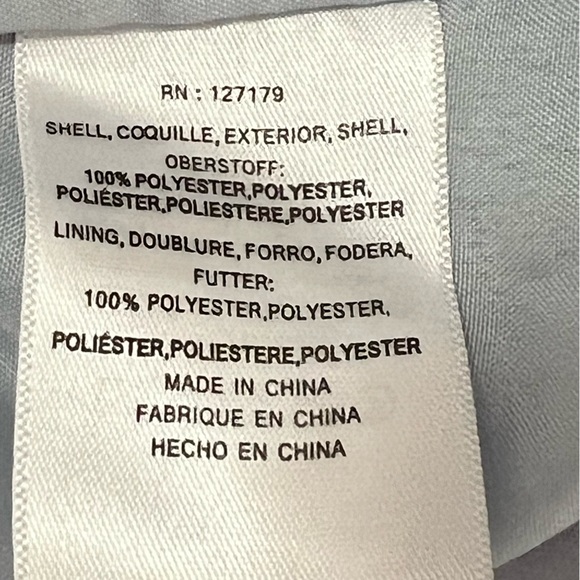 RN : 127179
SHELL, COQUILLE, EXTERIOR, SHELL,
OBERSTOFF:
100% POLYESTER,POLYESTER,
POLIÉSTER,POLIESTERE,POLYESTER
LINING, DOUBLURE, FORRO, FODERA,
FUTTER:
100% POLYESTER,POLYESTER,
POLIÉSTER,POLIESTERE,POLYESTER
MADE IN CHINA
FABRIQUE EN CHINA
HECHO EN CHINA